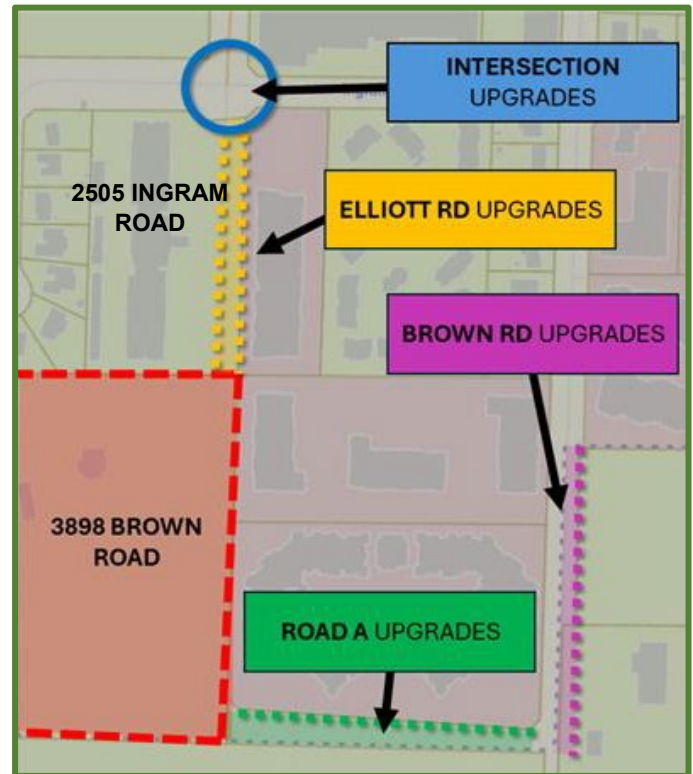 INTERSECTION
UPGRADES
2505 INGRAM
ROAD
ELLIOTT RD UPGRADES
BROWN RD UPGRADES
3898 BROWN
ROAD
ROAD A UPGRADES